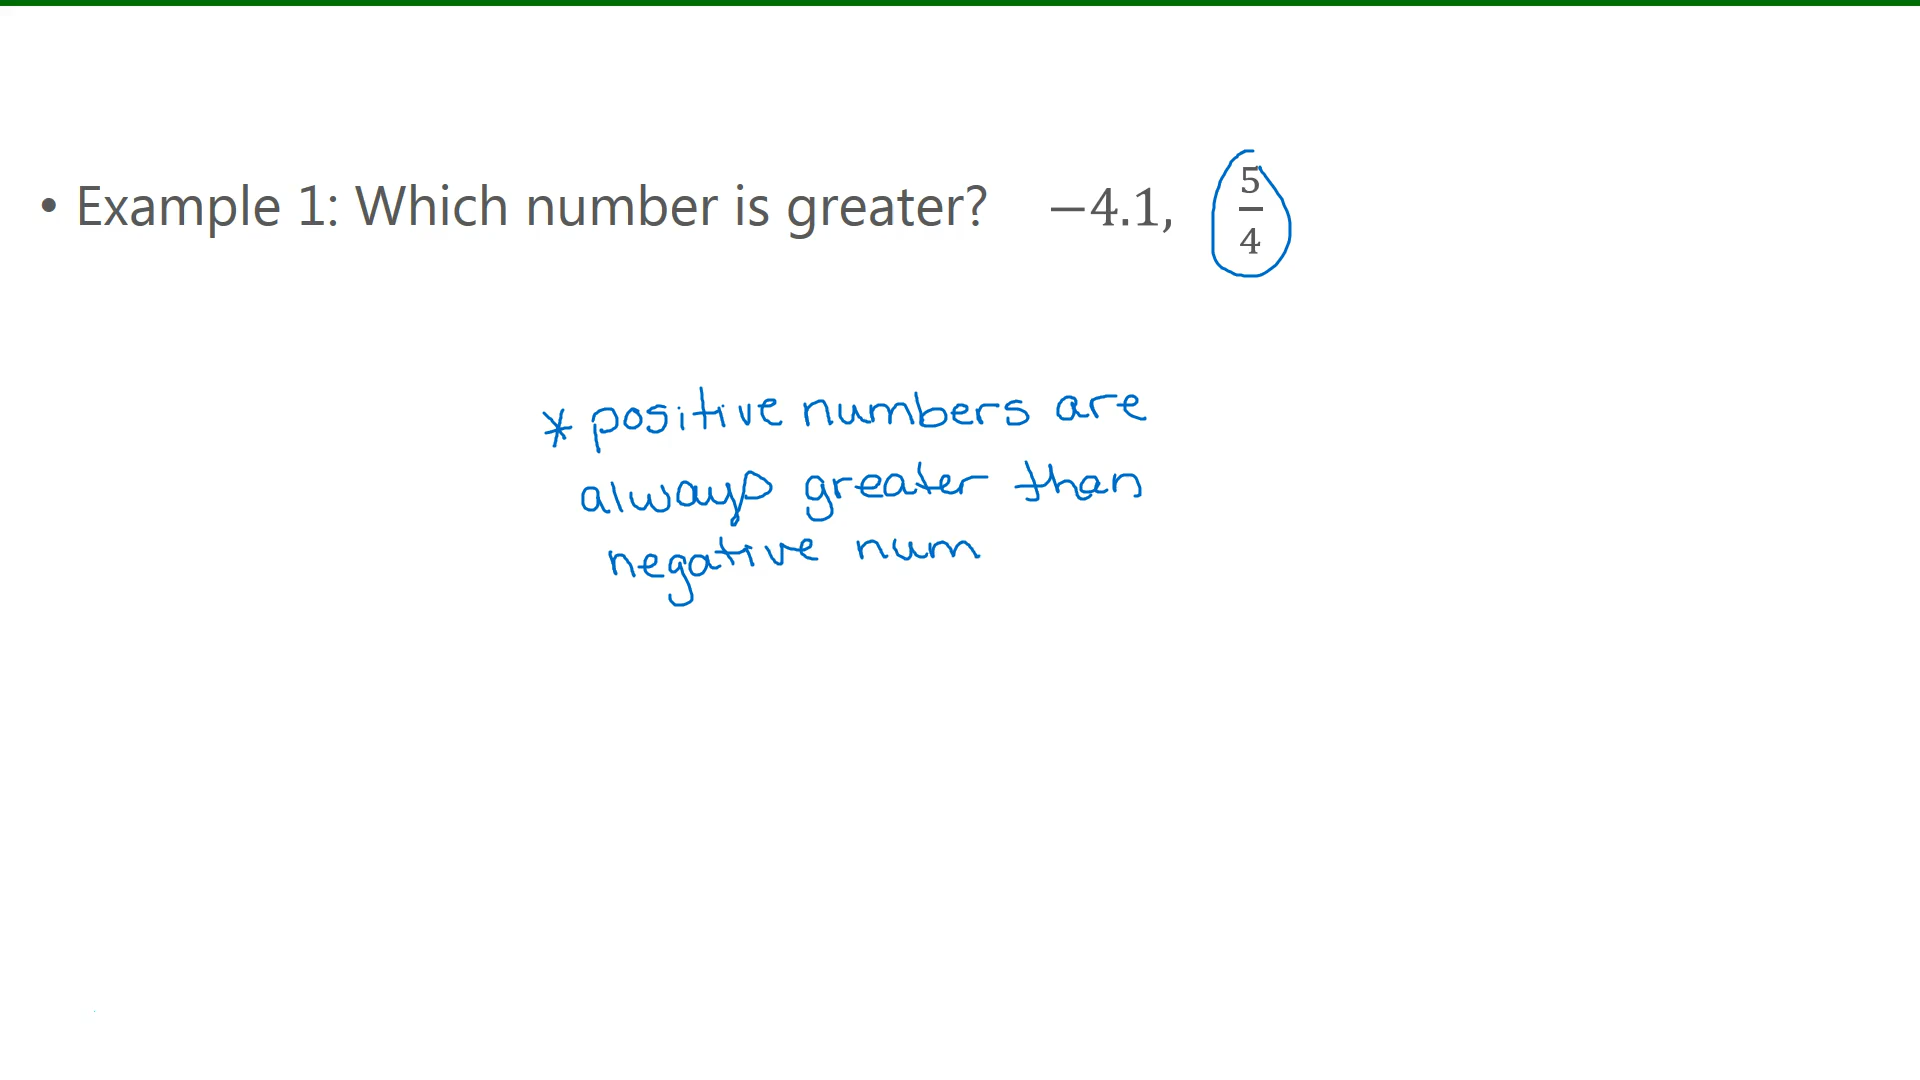 • Example 1: Which number is greater? −4.1, 5/4
* positive numbers are
always greater than
negative num